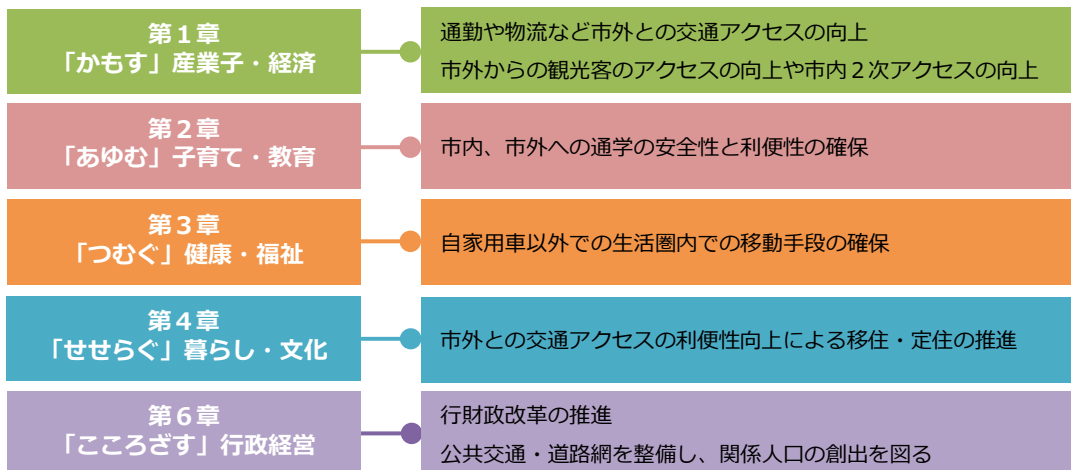 第１章
「かもす」産業子・経済
通勤や物流など市外との交通アクセスの向上
市外からの観光客のアクセスの向上や市内２次アクセスの向上
第２章
「あゆむ」子育て・教育
市内、市外への通学の安全性と利便性の確保
第３章
「つむぐ」健康・福祉
自家用車以外での生活圏内での移動手段の確保
第４章
「せせらぐ」暮らし・文化
市外との交通アクセスの利便性向上による移住・定住の推進
第６章
「こころざす」行政経営
行財政改革の推進
公共交通・道路網を整備し、関係人口の創出を図る